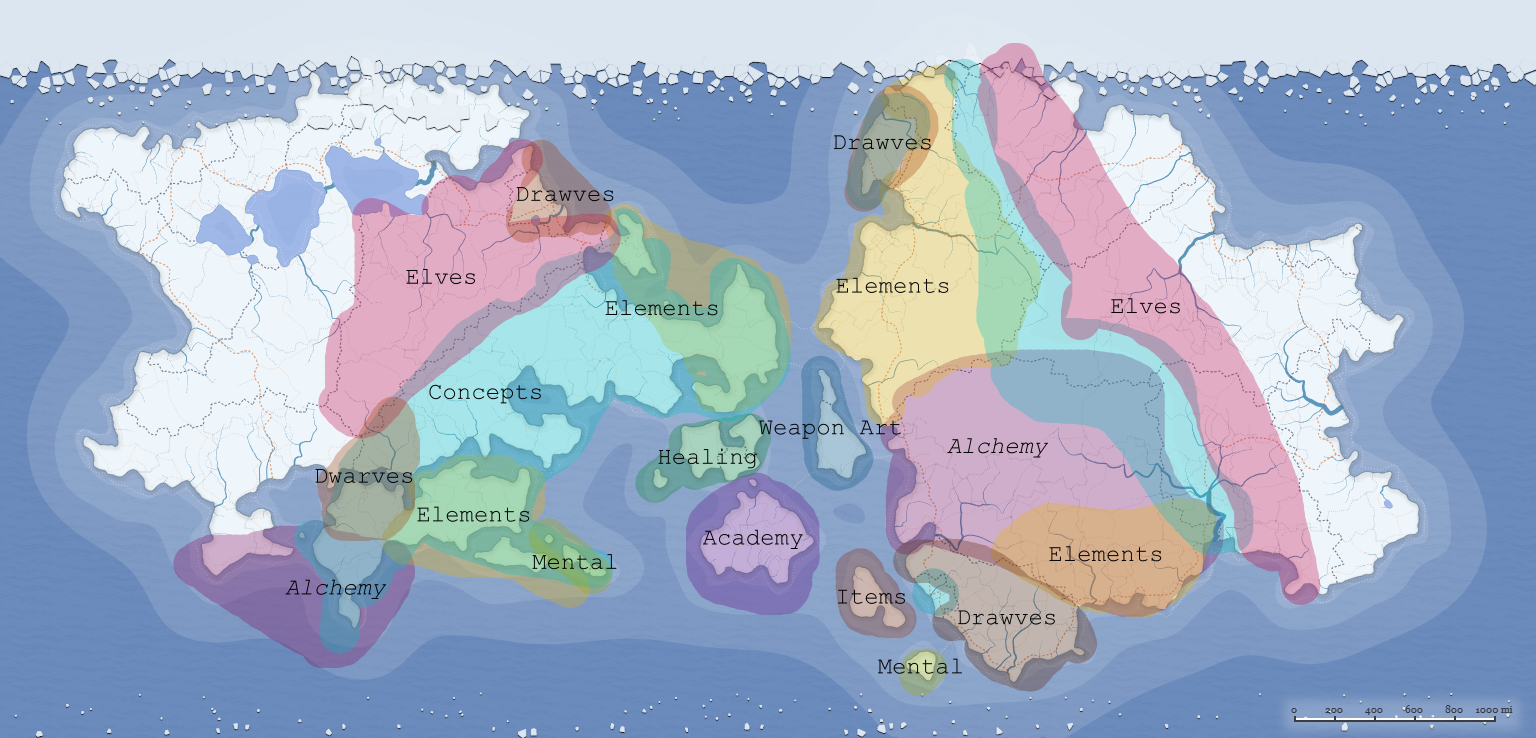 Drawves
Drawves
Elves
Elements
Elements
Elves
Concepts
Weapon Art
Healing
Alchemy
Dwarves
Elements
Academy
Mental
Elements
Alchemy
Items
Drawves
Mental
0 200 400 600 800 1000 mi